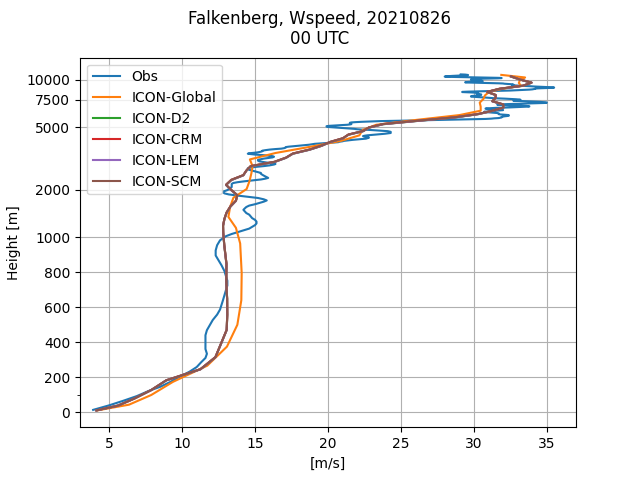 Falkenberg, Wspeed, 20210826
00 UTC
Obs
ICON-Global
ICON-D2
ICON-CRM
ICON-LEM
ICON-SCM
Height [m]
10000
7500
5000
2000
1000
800
600
400
200
0
5 10 15 20 25 30 35
[m/s]